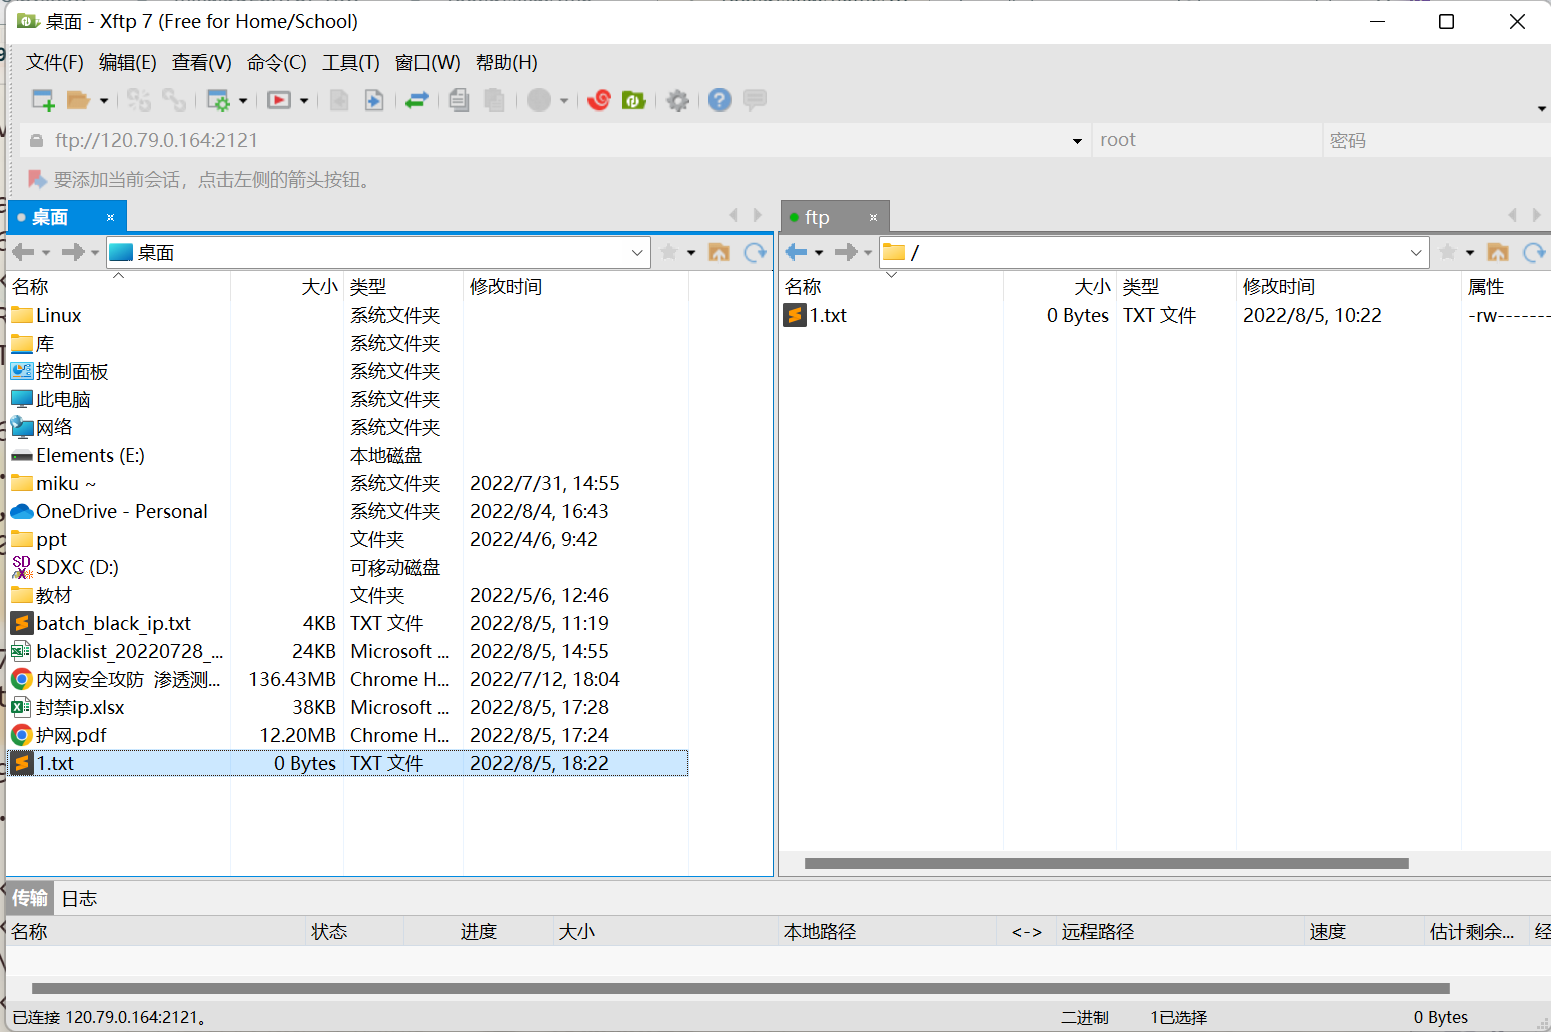 桌面 - Xftp 7 (Free for Home/School)
文件(F) 编辑(E) 查看(V) 命令(C) 工具(T) 窗口(W) 帮助(H)
ftp://120.79.0.164:2121 root 密码
要添加当前会话，点击左侧的箭头按钮。
桌面 ftp
桌面 /
名称 大小 类型 修改时间 名称 大小 类型 修改时间 属性
Linux 系统文件夹 1.txt 0 Bytes TXT 文件 2022/8/5, 10:22 -rw-------
库 系统文件夹
控制面板 系统文件夹
此电脑 系统文件夹
网络 系统文件夹
Elements (E:) 本地磁盘
miku ~ 系统文件夹 2022/7/31, 14:55
OneDrive - Personal 系统文件夹 2022/8/4, 16:43
ppt 文件夹 2022/4/6, 9:42
SDXC (D:) 可移动磁盘
教材 文件夹 2022/5/6, 12:46
batch_black_ip.txt 4KB TXT 文件 2022/8/5, 11:19
blacklist_20220728_... 24KB Microsoft ... 2022/8/5, 14:55
内网安全攻防 渗透测... 136.43MB Chrome H... 2022/7/12, 18:04
封禁ip.xlsx 38KB Microsoft ... 2022/8/5, 17:28
护网.pdf 12.20MB Chrome H... 2022/8/5, 17:24
1.txt 0 Bytes TXT 文件 2022/8/5, 18:22
传输 日志
名称 状态 进度 大小 本地路径 <-> 远程路径 速度 估计剩余... 经
已连接 120.79.0.164:2121。 二进制 1已选择 0 Bytes